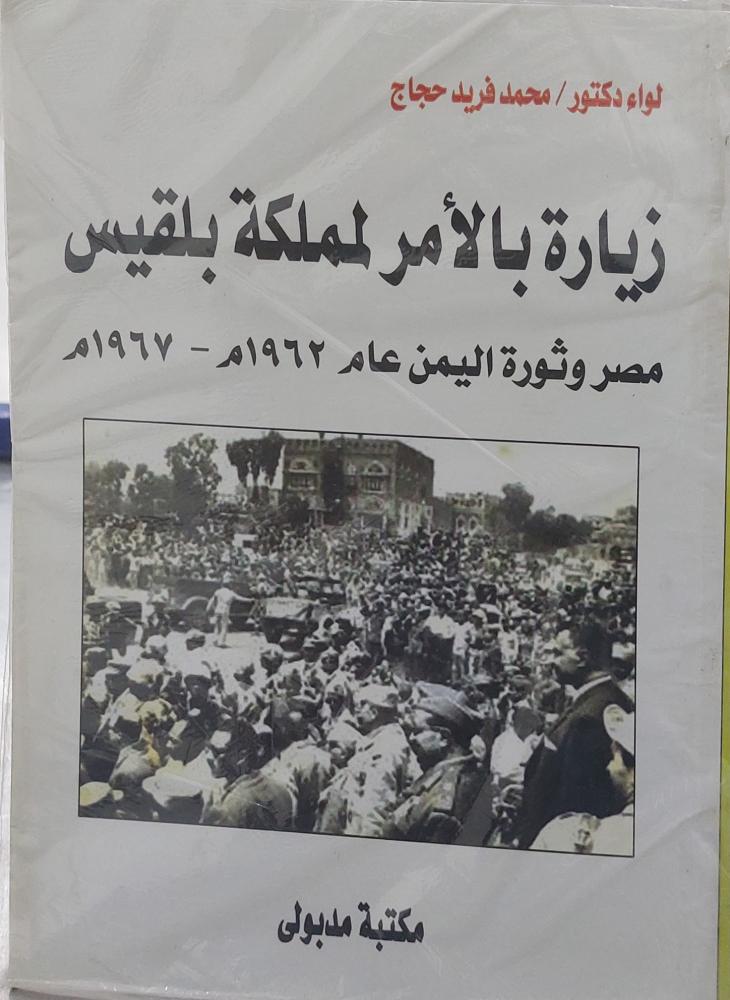 لواء دكتور / محمد فريد حجاج
زيارة بالأمر لمملكة بلقيس
مصر وثورة اليمن عام ١٩٦٢م - ١٩٦٧م
مكتبة مدبولى